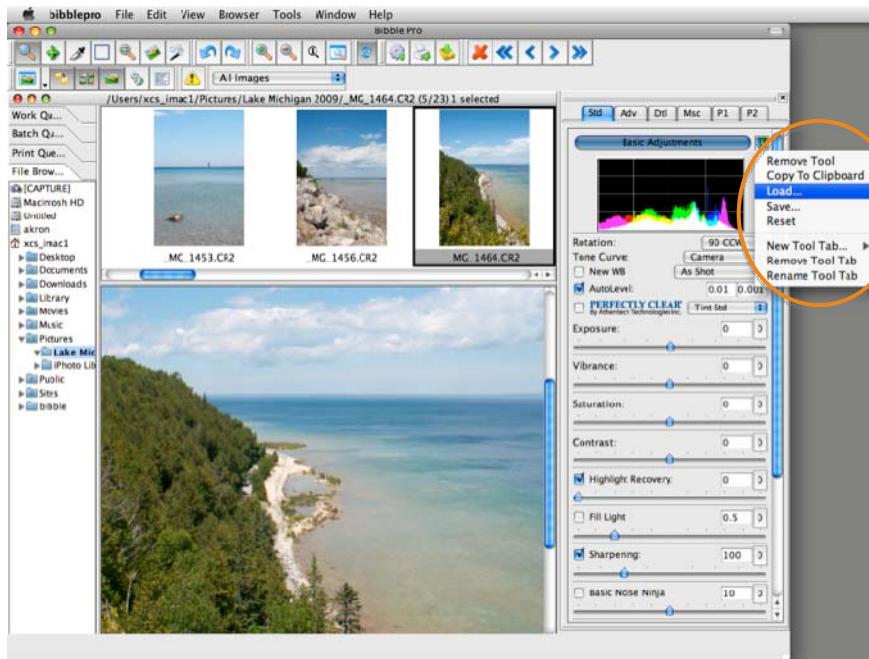 bibblepro File Edit View Browser Tools Window Help
Bibble Pro
All Images
/Users/xcs_imac1/Pictures/Lake Michigan 2009/_MG_1464.CR2 (5/23) 1 selected
Work Qu...
Batch Qu...
Print Que...
File Brow...
[CAPTURE]
Macintosh HD
Untitled
akron
xcs_imac1
Desktop
Documents
Downloads
Library
Movies
Music
Pictures
Lake Mic
iPhoto Lib
Public
Sites
bibble
_MG_1453.CR2
_MG_1456.CR2
_MG_1464.CR2
Std Adv Dtl Msc P1 P2
Basic Adjustments
Rotation: 90 CCW
Tone Curve: Camera
New WB As Shot
AutoLevel: 0.01 0.001
PERFECTLY CLEAR Tint Std
By Athentech Technologies Inc.
Exposure: 0
Vibrance: 0
Saturation: 0
Contrast: 0
Highlight Recovery: 0
Fill Light 0.5
Sharpening: 100
Basic Noise Ninja 10
Remove Tool
Copy To Clipboard
Load...
Save...
Reset
New Tool Tab...
Remove Tool Tab
Rename Tool Tab